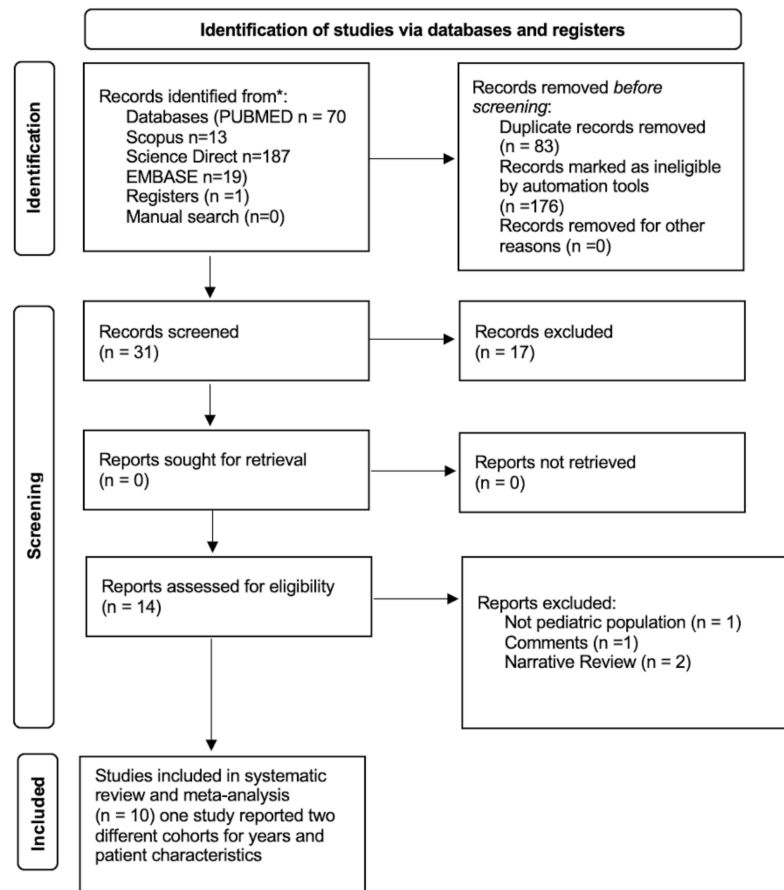 Identification of studies via databases and registers
Identification
Records identified from*:
Databases (PUBMED n = 70
Scopus n=13
Science Direct n=187
EMBASE n=19)
Registers (n =1)
Manual search (n=0)
Records removed before
screening:
Duplicate records removed
(n = 83)
Records marked as ineligible
by automation tools
(n =176)
Records removed for other
reasons (n =0)
Screening
Records screened
(n = 31)
Records excluded
(n = 17)
Reports sought for retrieval
(n = 0)
Reports not retrieved
(n = 0)
Reports assessed for eligibility
(n = 14)
Reports excluded:
Not pediatric population (n = 1)
Comments (n =1)
Narrative Review (n = 2)
Included
Studies included in systematic
review and meta-analysis
(n = 10) one study reported two
different cohorts for years and
patient characteristics